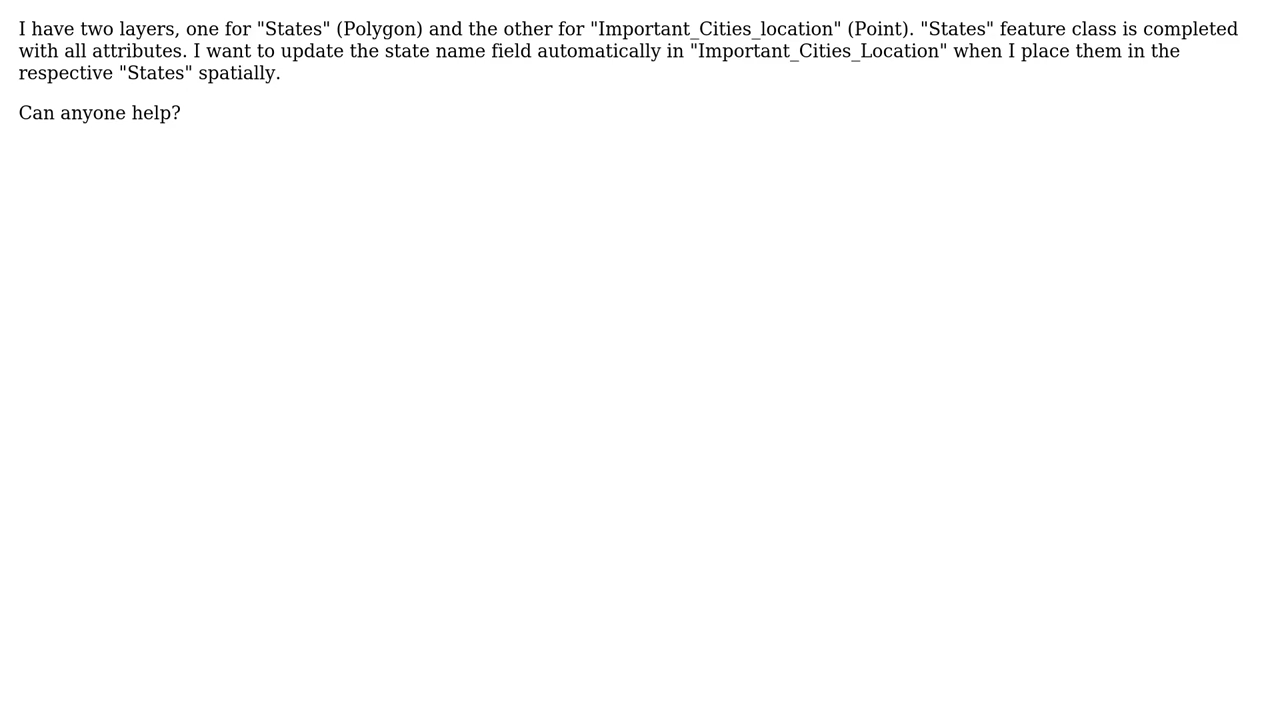 I have two layers, one for "States" (Polygon) and the other for "Important_Cities_location" (Point). "States" feature class is completed
with all attributes. I want to update the state name field automatically in "Important_Cities_Location" when I place them in the
respective "States" spatially.
Can anyone help?